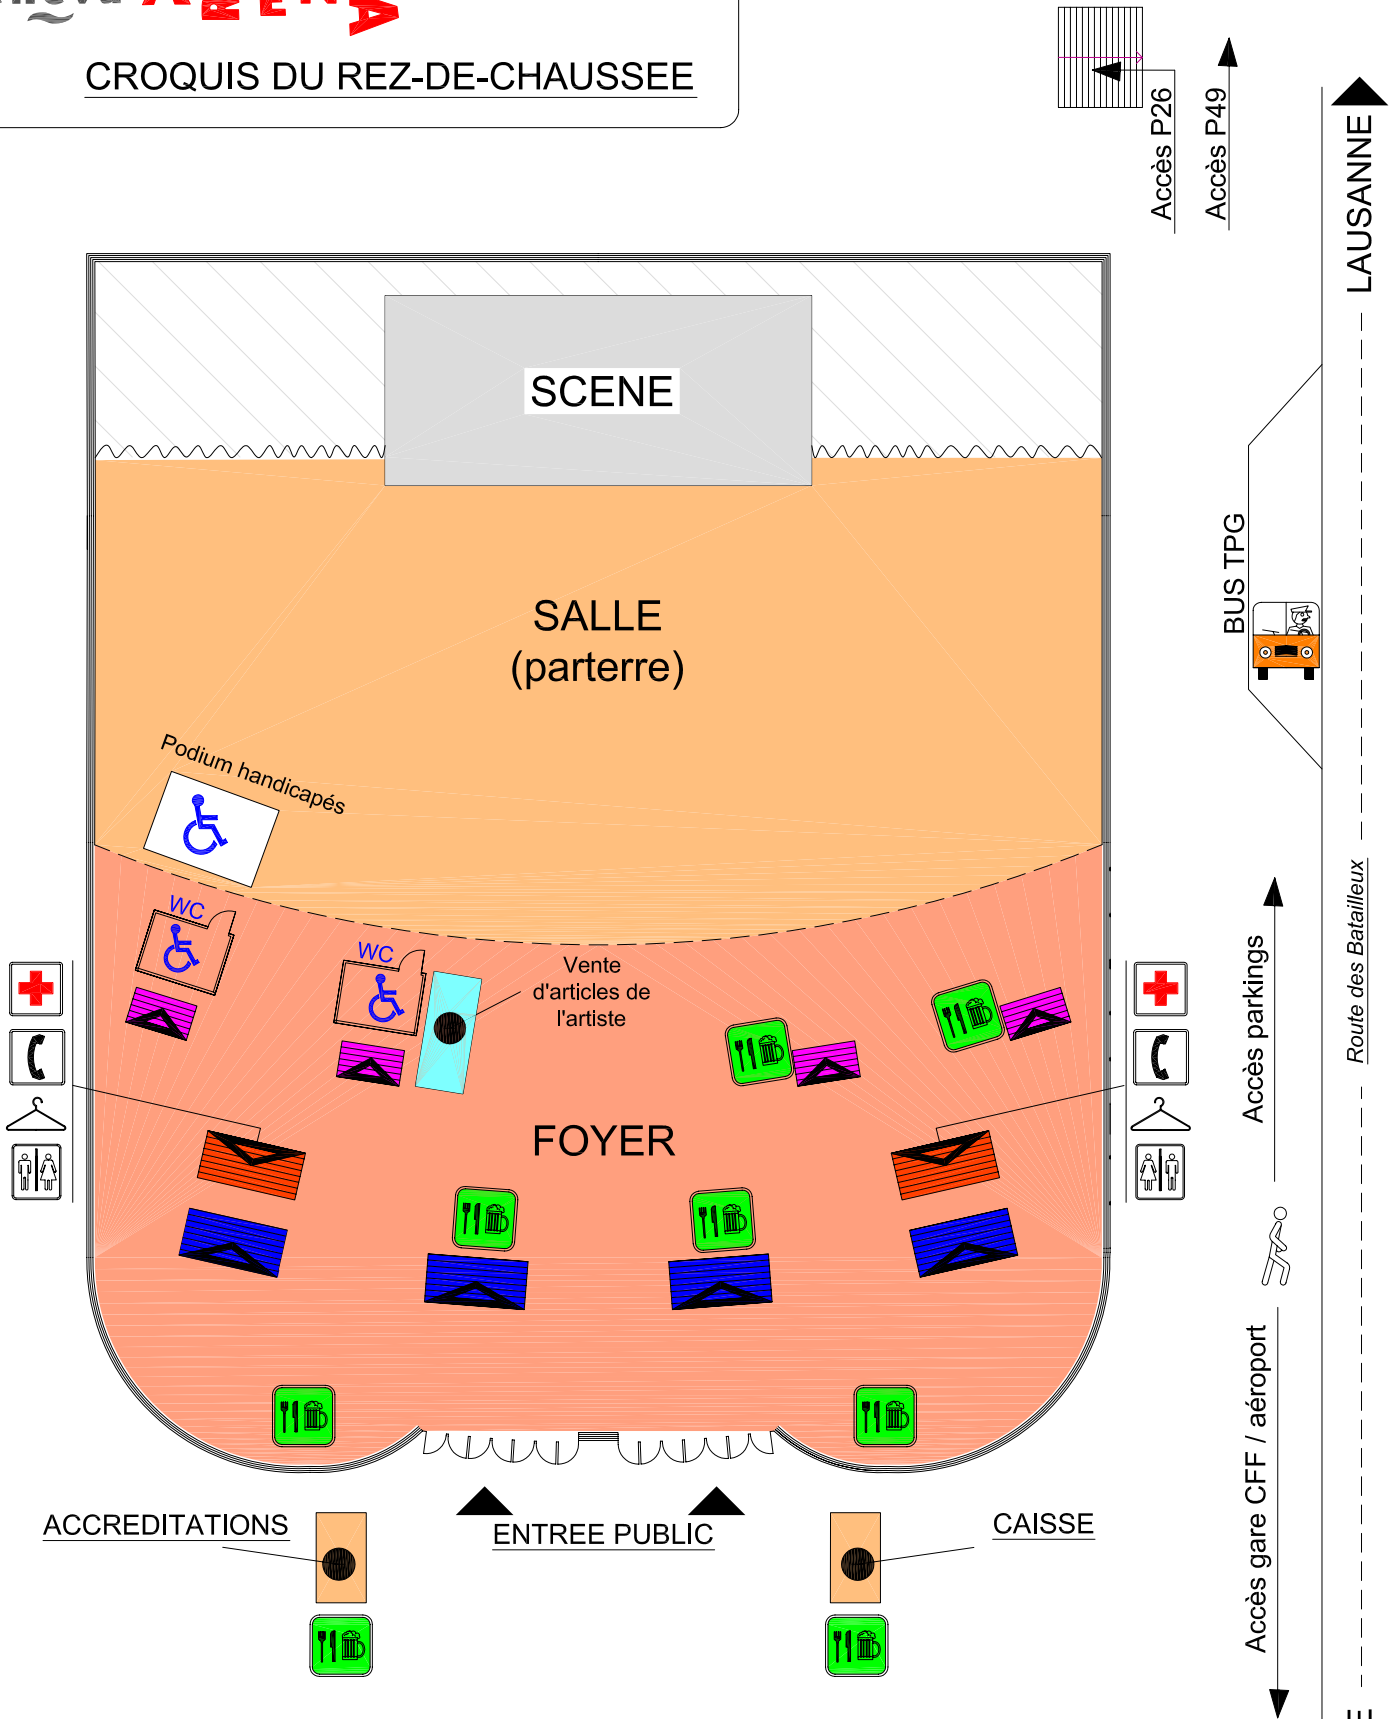 ARENA
CROQUIS DU REZ-DE-CHAUSSEE
Accès P26
Accès P49
LAUSANNE
SCENE
BUS TPG
SALLE
(parterre)
Podium handicapés
WC
WC
Vente
d'articles de
l'artiste
Accès parkings
Route des Batailleux
FOYER
Accès gare CFF / aéroport
ACCREDITATIONS
ENTREE PUBLIC
CAISSE